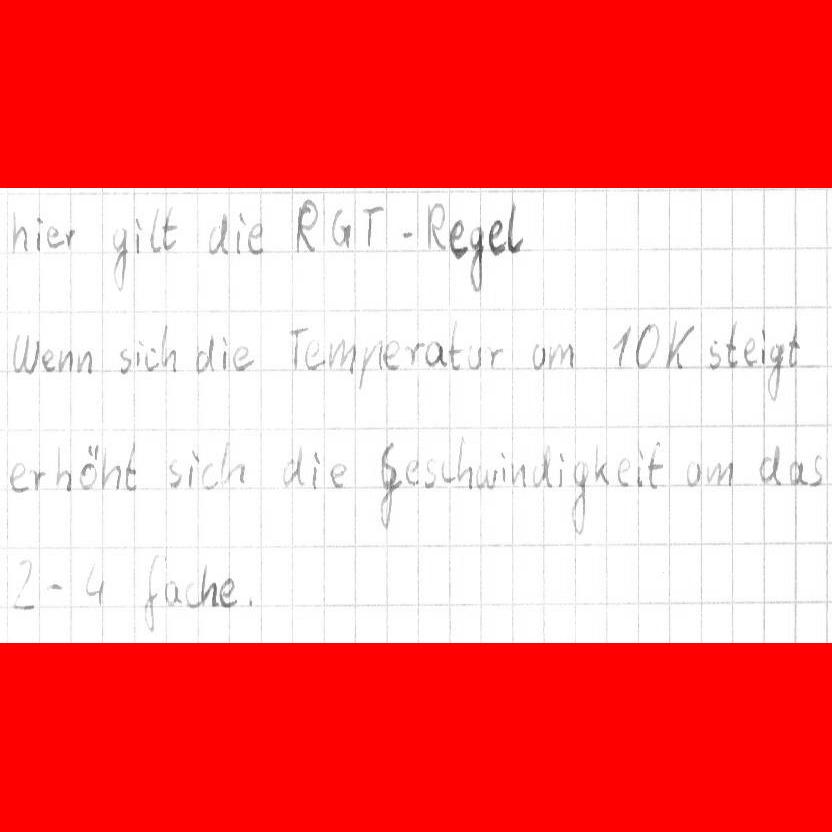 hier gilt die RGT-Regel
Wenn sich die Temperatur um 10K steigt
erhöht sich die Geschwindigkeit um das
2-4 fache.